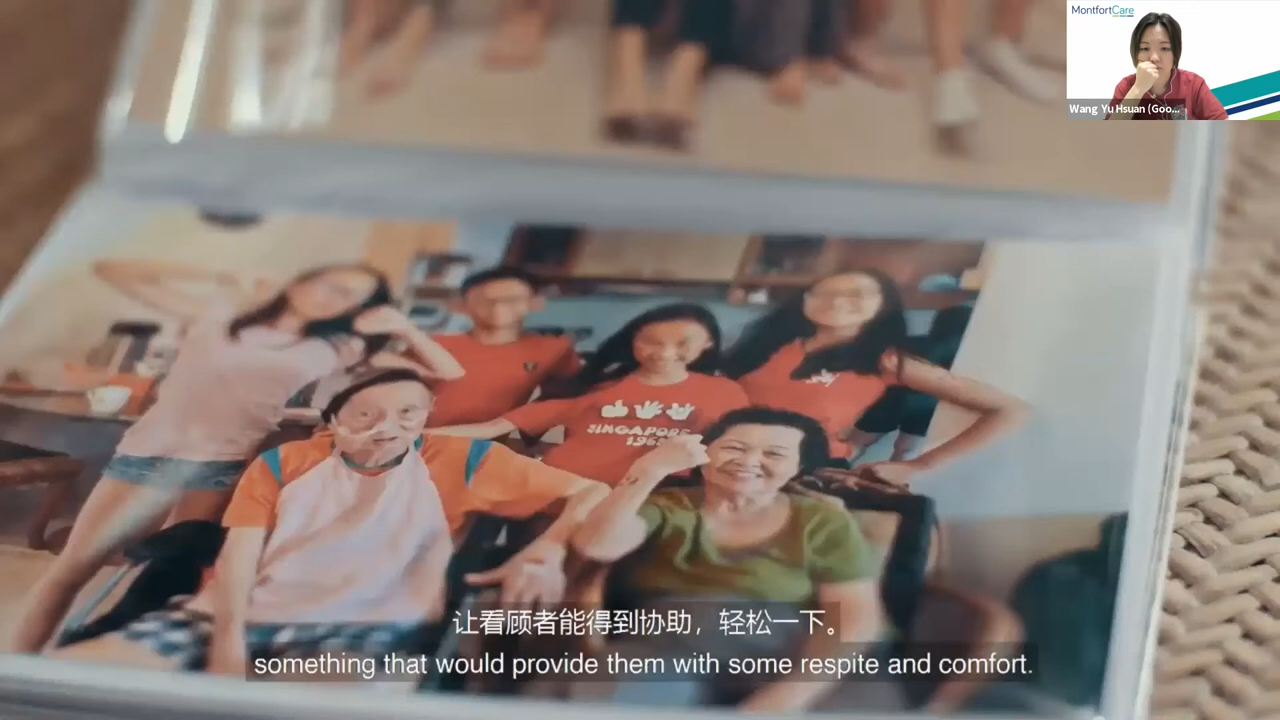 MontfortCare
Wang Yu Hsuan (Goo...
SINGAPORE
1965
让看顾者能得到协助，轻松一下。
something that would provide them with some respite and comfort.